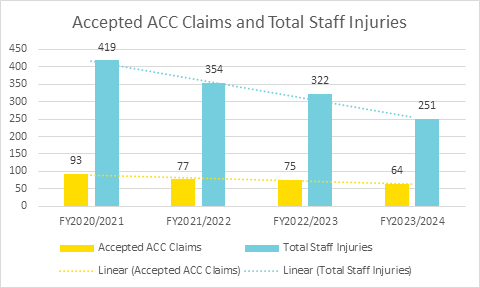 Accepted ACC Claims and Total Staff Injuries
450
400
350
300
250
200
150
100
50
0
419
354
322
251
93
77
75
64
FY2020/2021
FY2021/2022
FY2022/2023
FY2023/2024
Accepted ACC Claims
Total Staff Injuries
Linear (Accepted ACC Claims)
Linear (Total Staff Injuries)